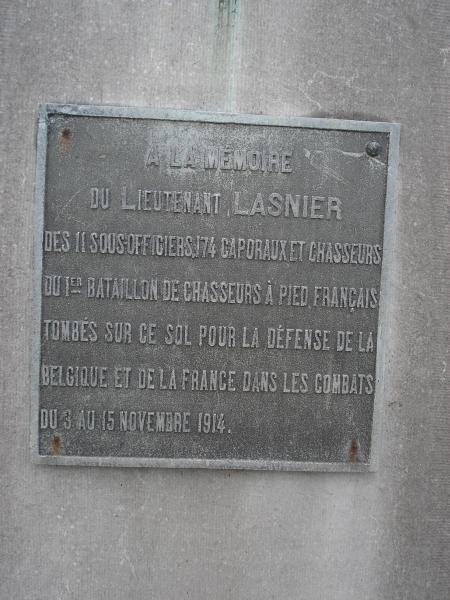 A LA MÉMOIRE
DU LIEUTENANT LASNIER
DES 11 SOUS-OFFICIERS, 174 CAPORAUX ET CHASSEURS
DU 1ER BATAILLON DE CHASSEURS À PIED FRANÇAIS
TOMBÉS SUR CE SOL POUR LA DÉFENSE DE LA
BELGIQUE ET DE LA FRANCE DANS LES COMBATS
DU 3 AU 15 NOVEMBRE 1914.